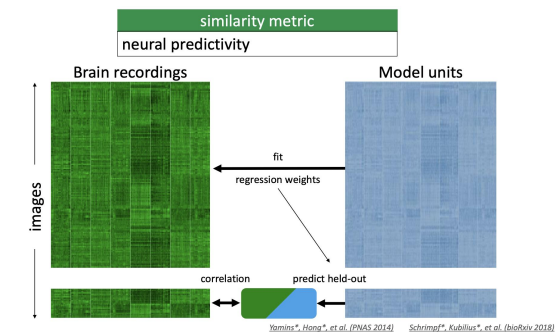 similarity metric
neural predictivity
Brain recordings
Model units
images
fit
regression weights
correlation
predict held-out
Yamins*, Hong*, et al. (PNAS 2014)
Schrimpf*, Kubilius*, et al. (bioRxiv 2018)